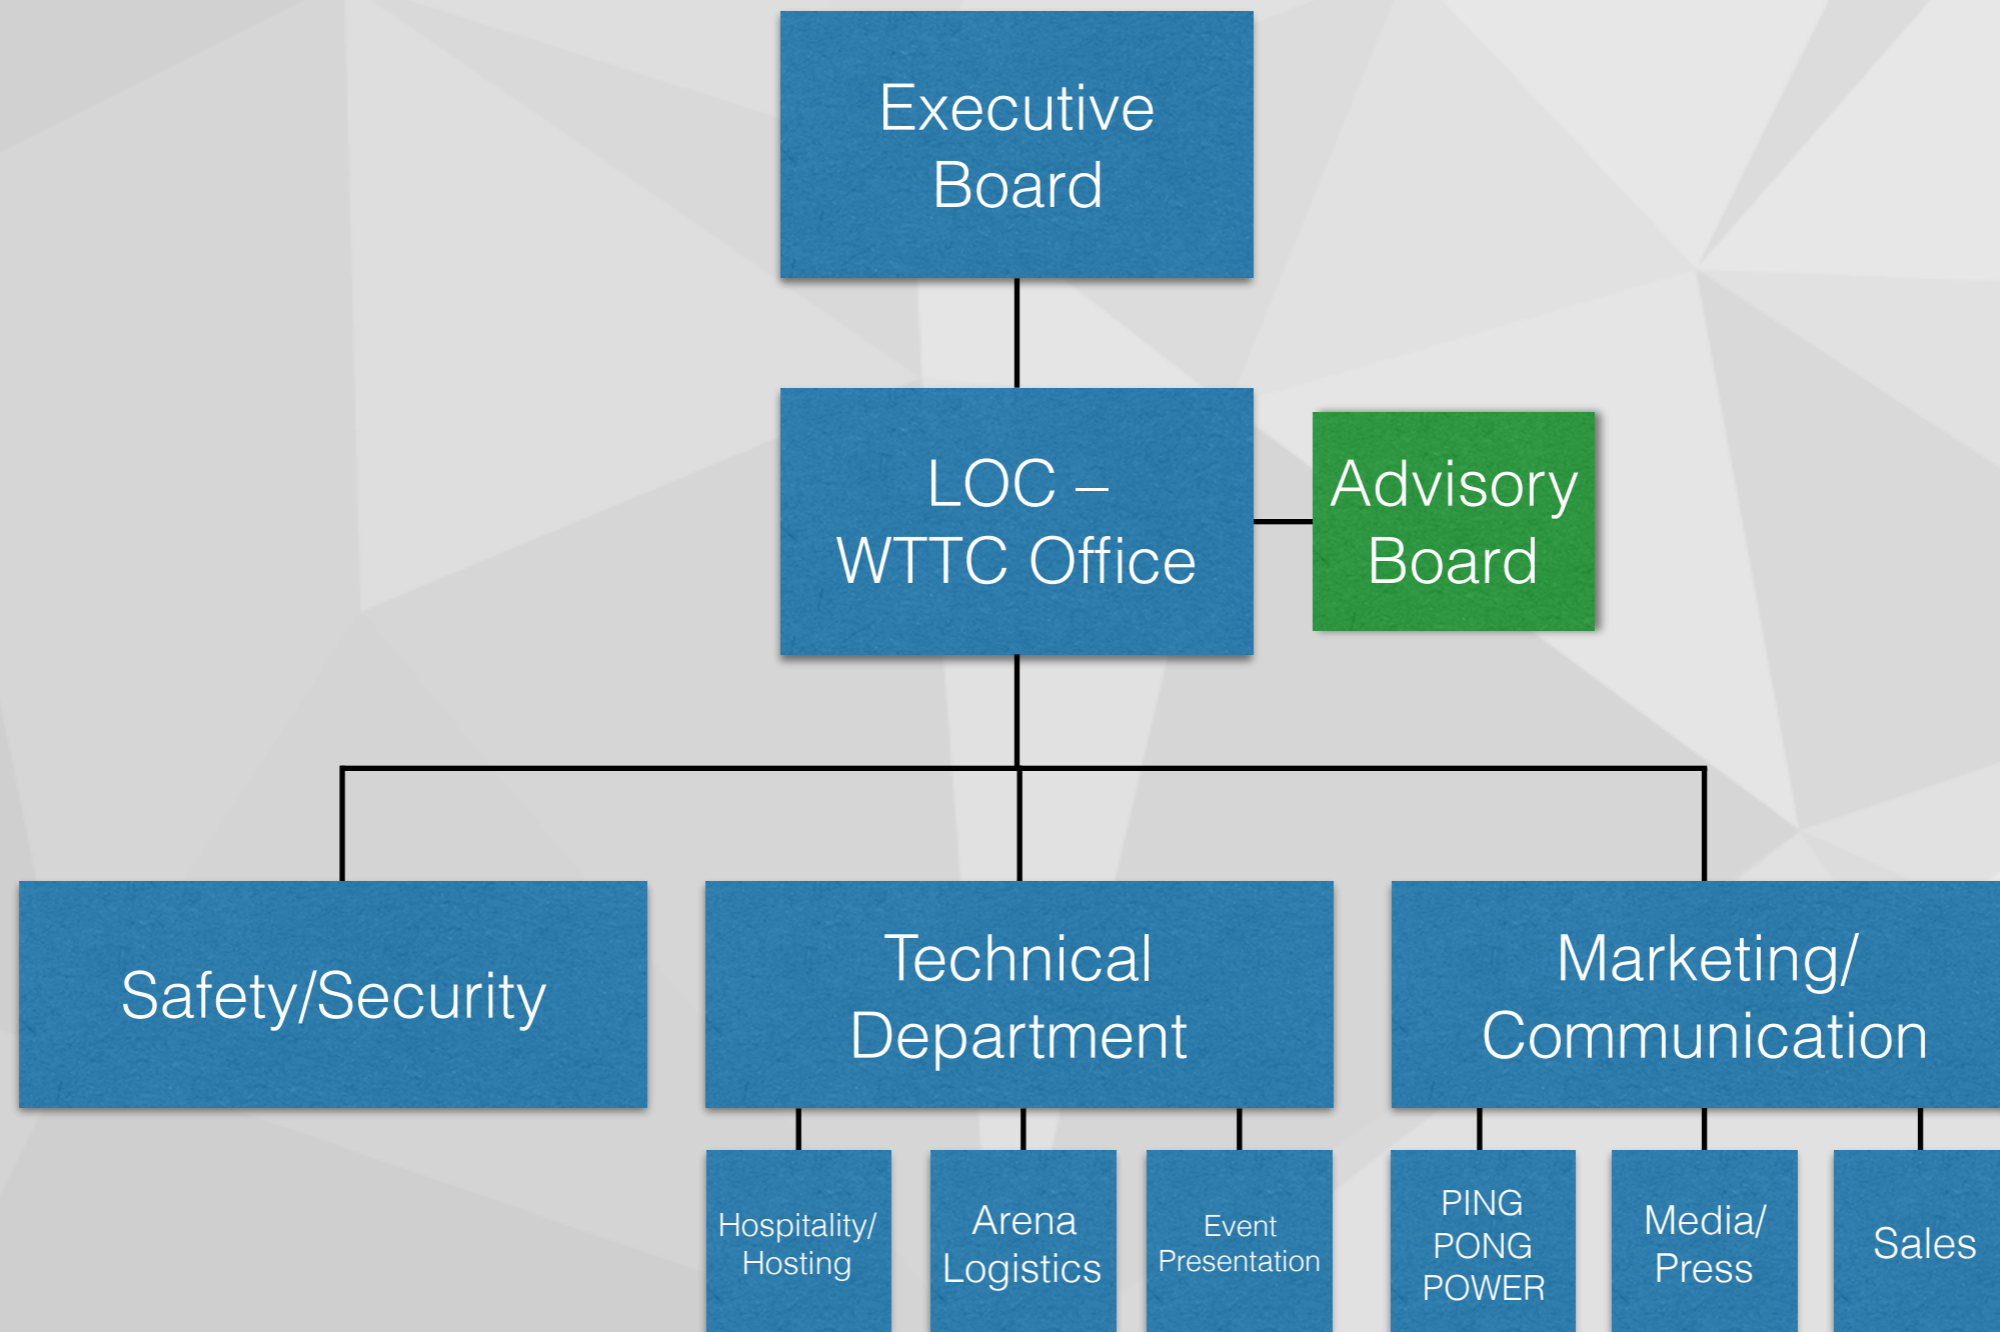 Executive
Board
LOC –
WTTC Office
Advisory
Board
Safety/Security
Technical
Department
Marketing/
Communication
Hospitality/
Hosting
Arena
Logistics
Event
Presentation
PING
PONG
POWER
Media/
Press
Sales